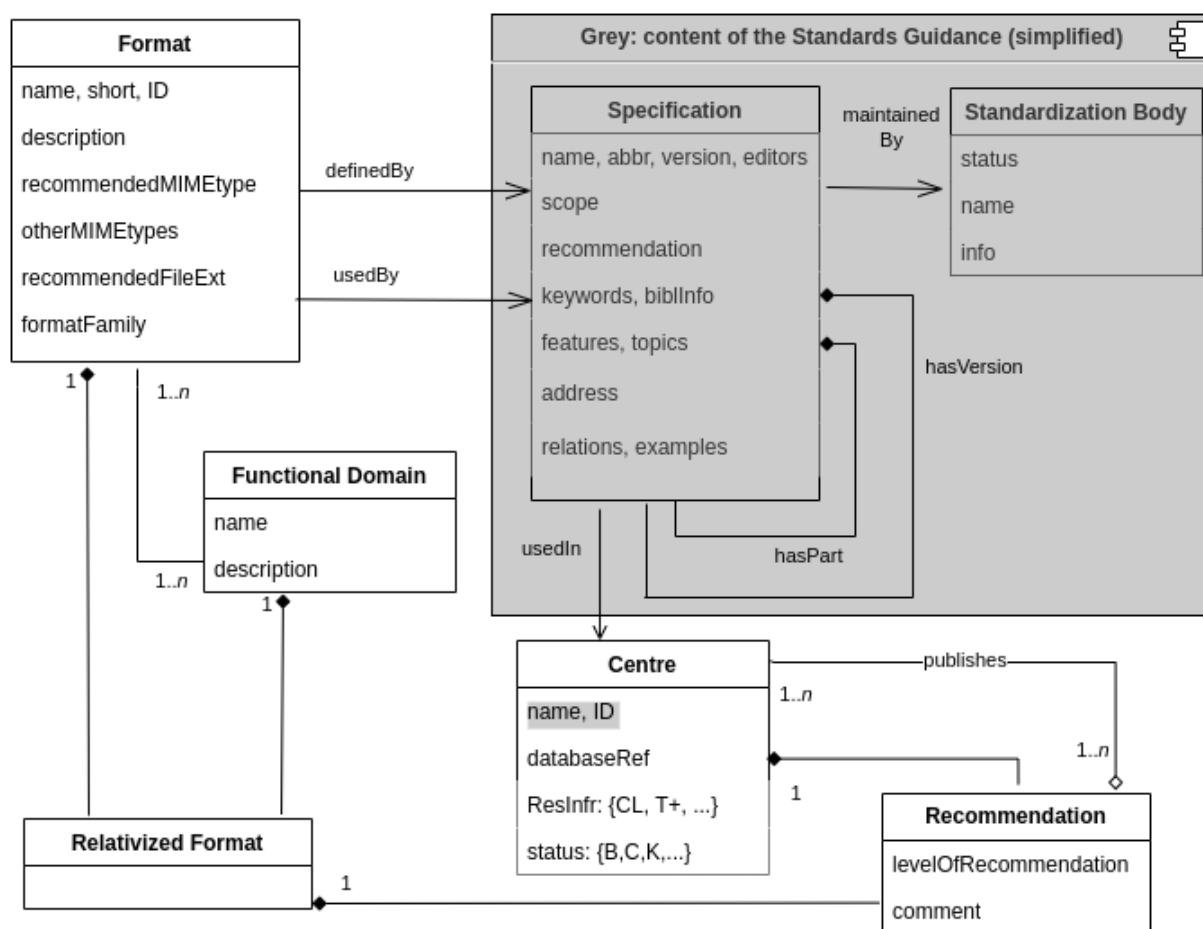 Format
name, short, ID
description
recommendedMIMEtype
otherMIMEtypes
recommendedFileExt
formatFamily
definedBy
usedBy
Grey: content of the Standards Guidance (simplified)
Specification
name, abbr, version, editors
scope
recommendation
keywords, biblInfo
features, topics
address
relations, examples
maintained
By
Standardization Body
status
name
info
hasVersion
hasPart
usedIn
1
1..n
Functional Domain
name
description
1..n
1
Centre
name, ID
databaseRef
ResInfr: {CL, T+, ...}
status: {B,C,K,...}
publishes
1..n
1..n
1
Recommendation
levelOfRecommendation
comment
Relativized Format
1